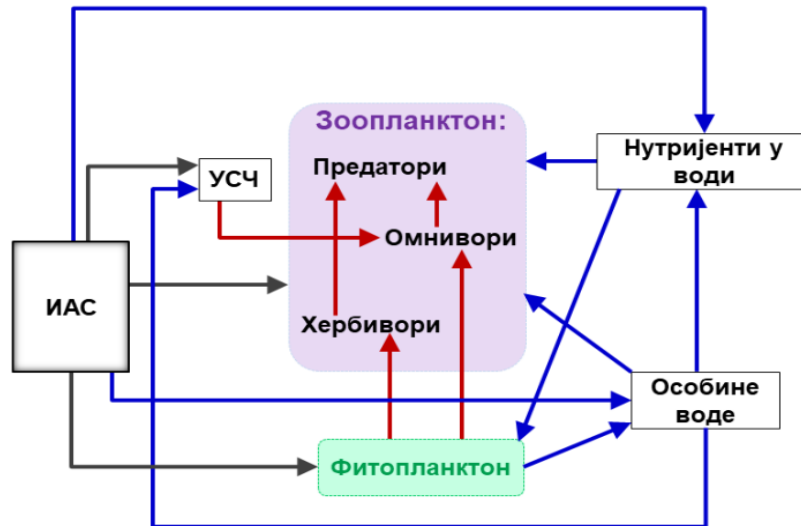 Зоопланктон:
Предатори
Омнивори
Хербивори
УСЧ
ИАС
Нутријенти у
води
Особине
воде
Фитопланктон